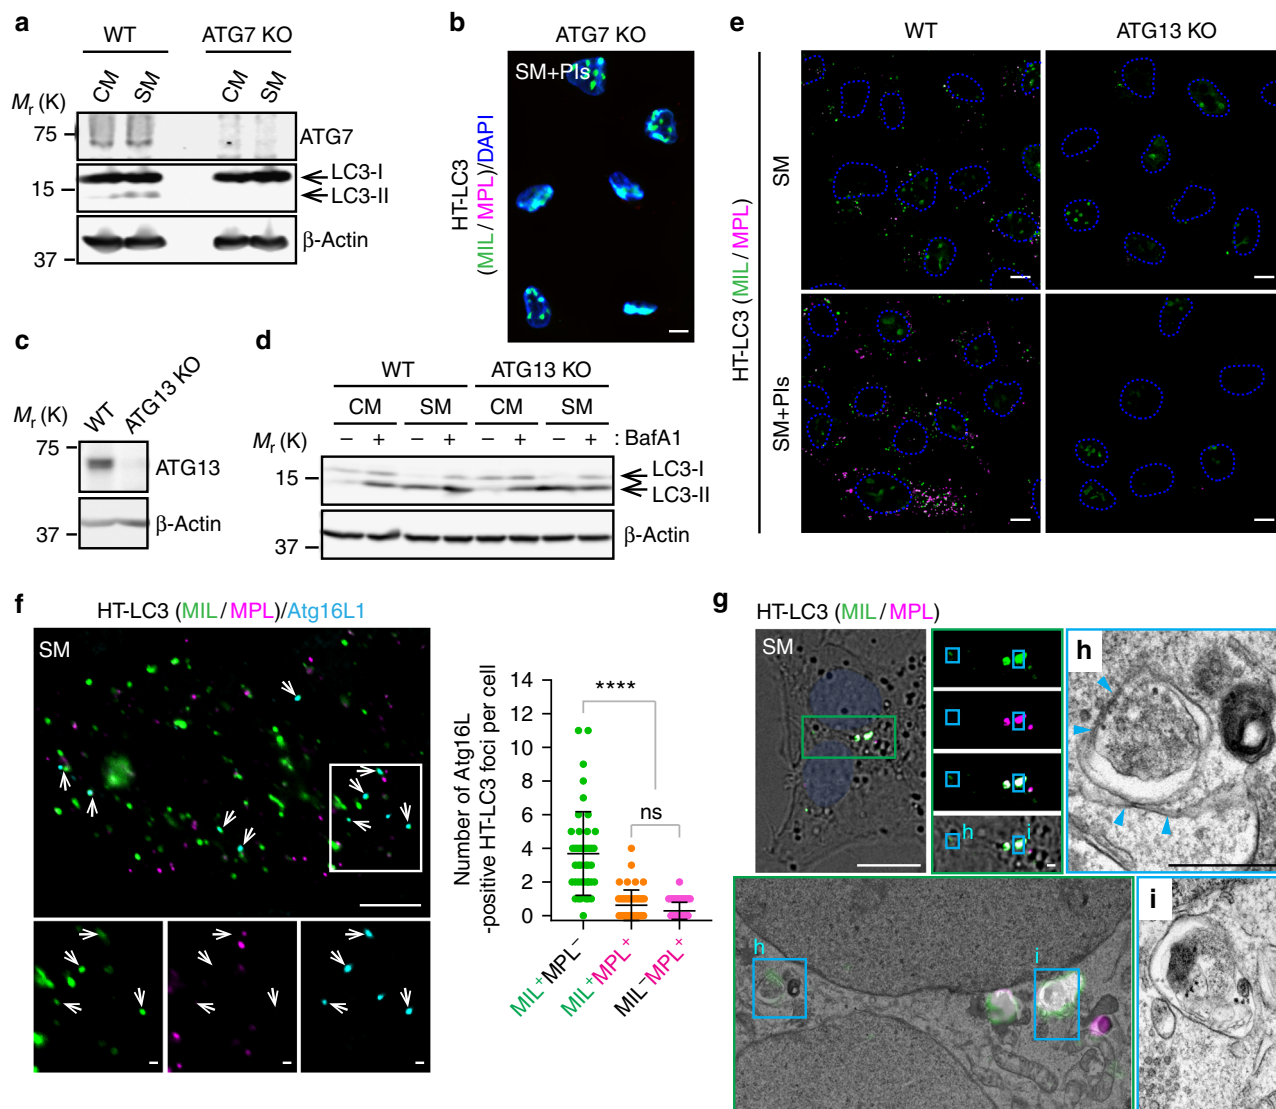 a
WT
ATG7 KO
CM
SM
CM
SM
Mr (K)
75
ATG7
15
LC3-I
LC3-II
β-Actin
37
b
ATG7 KO
SM+PIs
HT-LC3
(MIL/MPL)/DAPI
c
WT
ATG13 KO
Mr (K)
75
ATG13
β-Actin
37
d
WT
ATG13 KO
CM
SM
CM
SM
Mr (K)
– + – + – + – + : BafA1
15
LC3-I
LC3-II
β-Actin
37
e
WT
ATG13 KO
HT-LC3 (MIL/MPL)
SM
SM+PIs
f
HT-LC3 (MIL/MPL)/Atg16L1
SM
Number of Atg16L
-positive HT-LC3 foci per cell
14
12
10
8
6
4
2
0
****
ns
MIL+MPL–
MIL+MPL+
MIL–MPL+
g
HT-LC3 (MIL/MPL)
SM
h
i
h
h
i
i